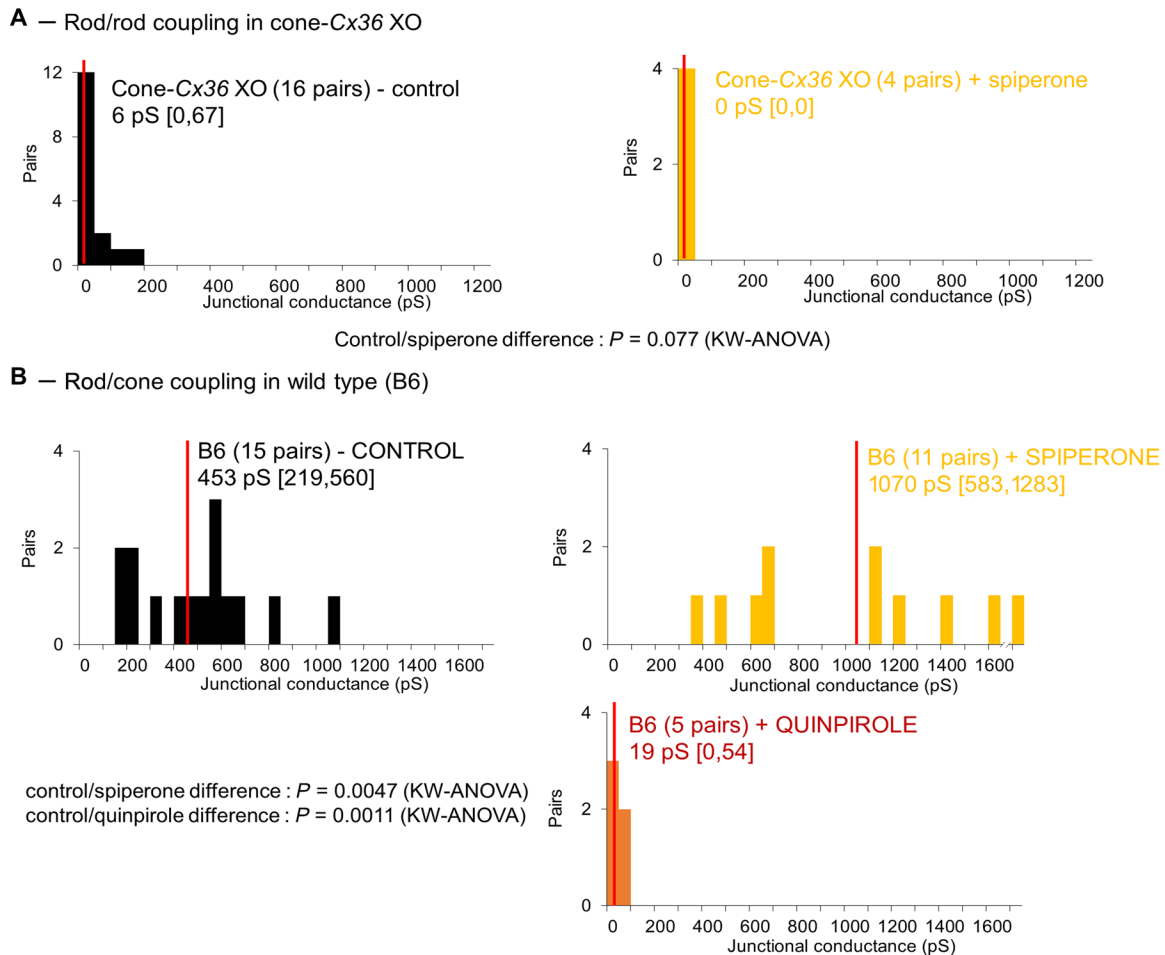 A — Rod/rod coupling in cone-Cx36 XO
Cone-Cx36 XO (16 pairs) - control
6 pS [0,67]
12
8
4
0
Pairs
0 200 400 600 800 1000 1200
Junctional conductance (pS)
Cone-Cx36 XO (4 pairs) + spiperone
0 pS [0,0]
4
2
0
Pairs
0 200 400 600 800 1000 1200
Junctional conductance (pS)
Control/spiperone difference : P = 0.077 (KW-ANOVA)
B — Rod/cone coupling in wild type (B6)
B6 (15 pairs) - CONTROL
453 pS [219,560]
4
2
0
Pairs
0 200 400 600 800 1000 1200 1400 1600
Junctional conductance (pS)
B6 (11 pairs) + SPIPERONE
1070 pS [583,1283]
4
2
0
Pairs
0 200 400 600 800 1000 1200 1400 1600
Junctional conductance (pS)
B6 (5 pairs) + QUINPIROLE
19 pS [0,54]
4
2
0
Pairs
0 200 400 600 800 1000 1200 1400 1600
Junctional conductance (pS)
control/spiperone difference : P = 0.0047 (KW-ANOVA)
control/quinpirole difference : P = 0.0011 (KW-ANOVA)